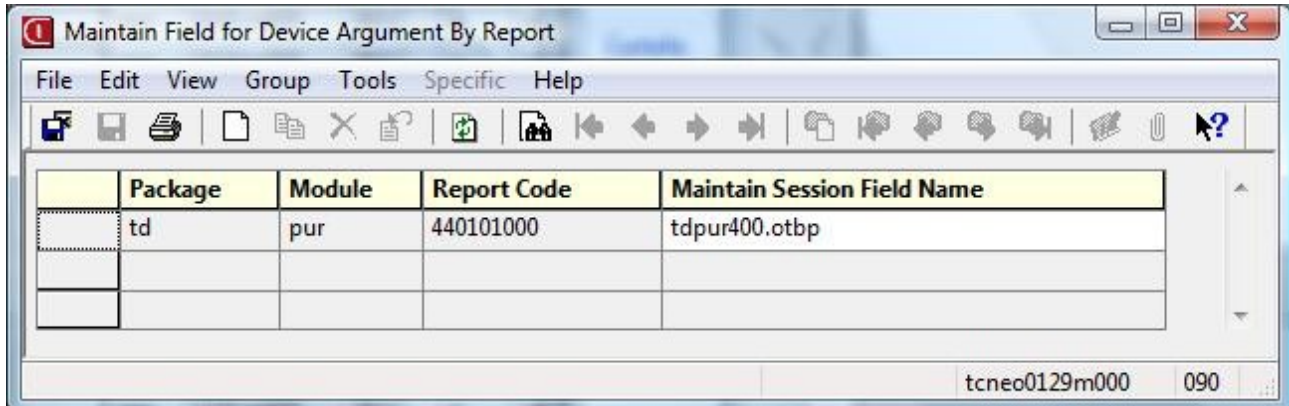 Maintain Field for Device Argument By Report
File Edit View Group Tools Specific Help
Package Module Report Code Maintain Session Field Name
td pur 440101000 tdpur400.otbp
tcneo0129m000 090